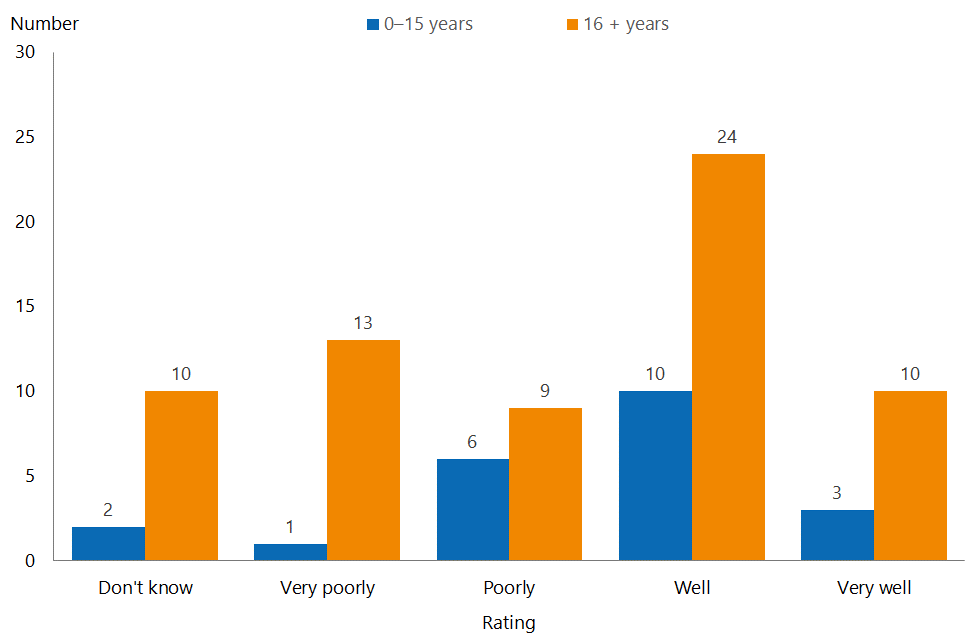 Number
0–15 years
16 + years
30
25
20
15
10
5
0
2
10
1
13
6
9
10
24
3
10
Don't know
Very poorly
Poorly
Well
Very well
Rating